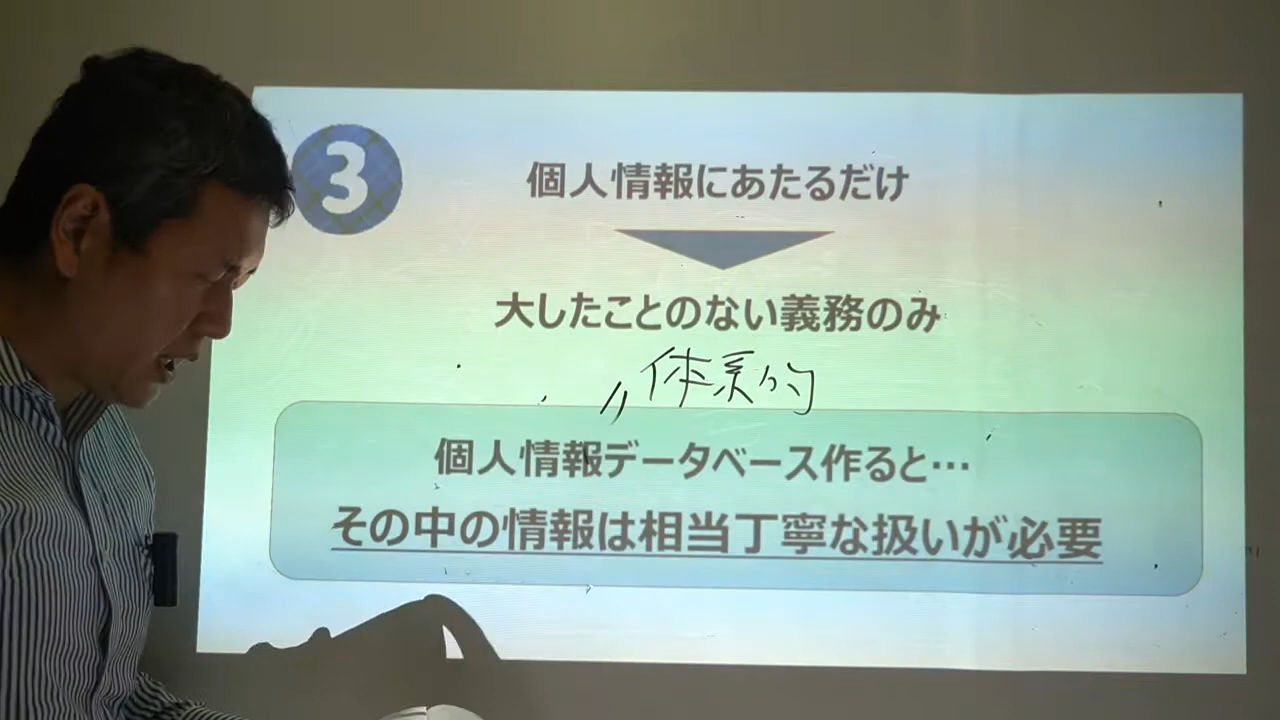 3
個人情報にあたるだけ
大したことのない義務のみ
〃体系的
個人情報データベース作ると…
その中の情報は相当丁寧な扱いが必要